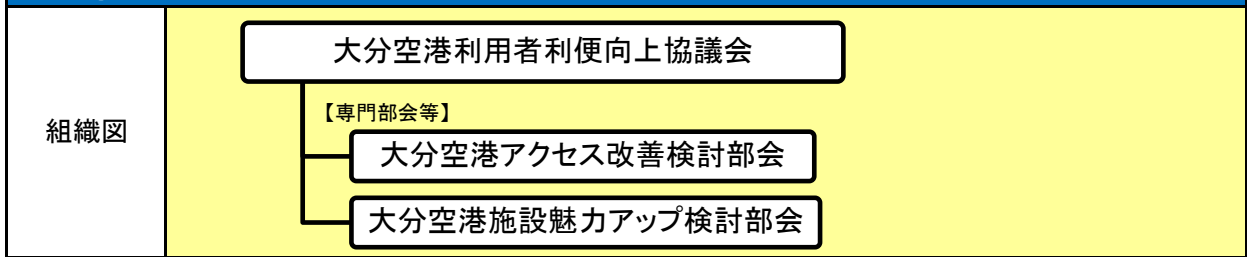 組織図
大分空港利用者利便向上協議会
【専門部会等】
大分空港アクセス改善検討部会
大分空港施設魅力アップ検討部会